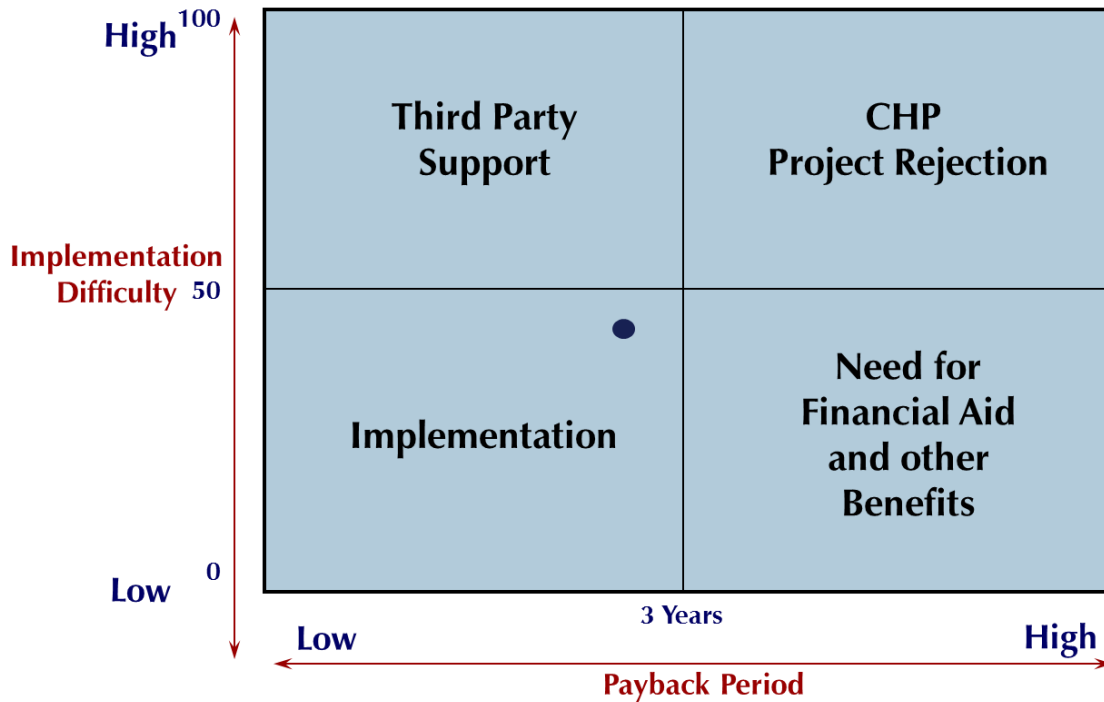 High 100
Third Party
Support
CHP
Project Rejection
Implementation
Difficulty 50
Implementation
Need for
Financial Aid
and other
Benefits
0
Low
3 Years
Low
High
Payback Period